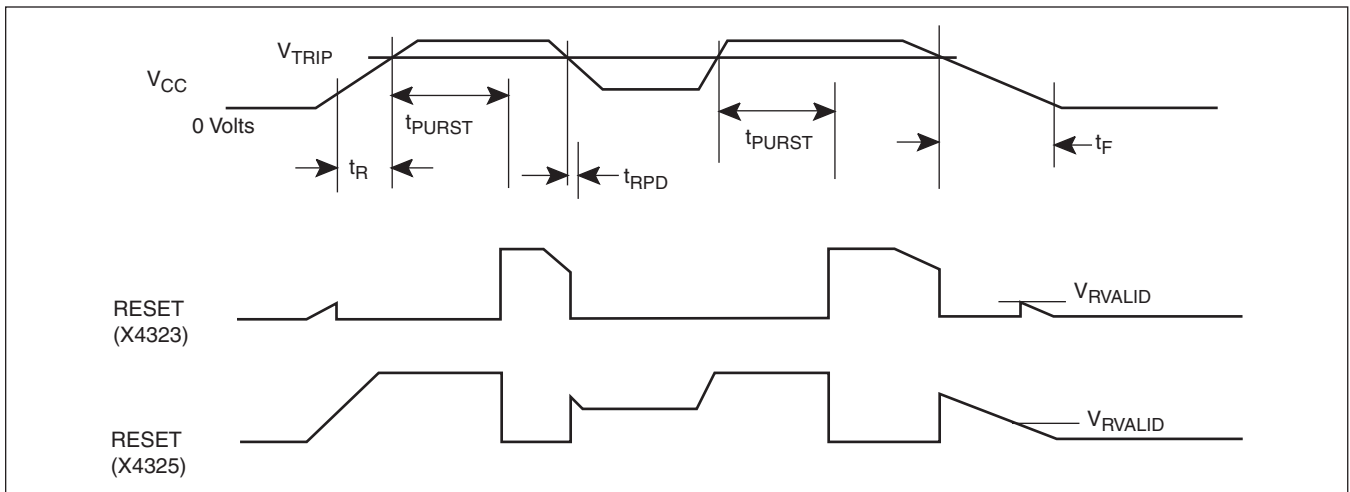 VTRIP
VCC
0 Volts
tPURST
tPURST
tR
tF
tRPD
VRVALID
RESET
(X4323)
VRVALID
RESET
(X4325)